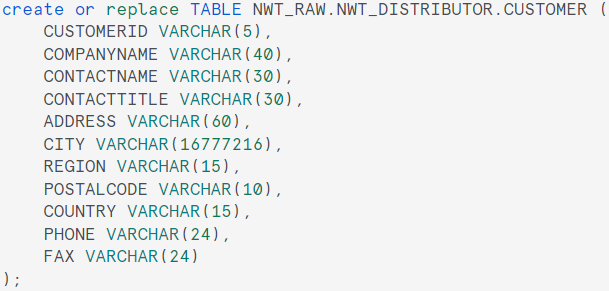 create or replace TABLE NWT_RAW.NWT_DISTRIBUTOR.CUSTOMER (
CUSTOMERID VARCHAR(5),
COMPANYNAME VARCHAR(40),
CONTACTNAME VARCHAR(30),
CONTACTTITLE VARCHAR(30),
ADDRESS VARCHAR(60),
CITY VARCHAR(16777216),
REGION VARCHAR(15),
POSTALCODE VARCHAR(10),
COUNTRY VARCHAR(15),
PHONE VARCHAR(24),
FAX VARCHAR(24)
);